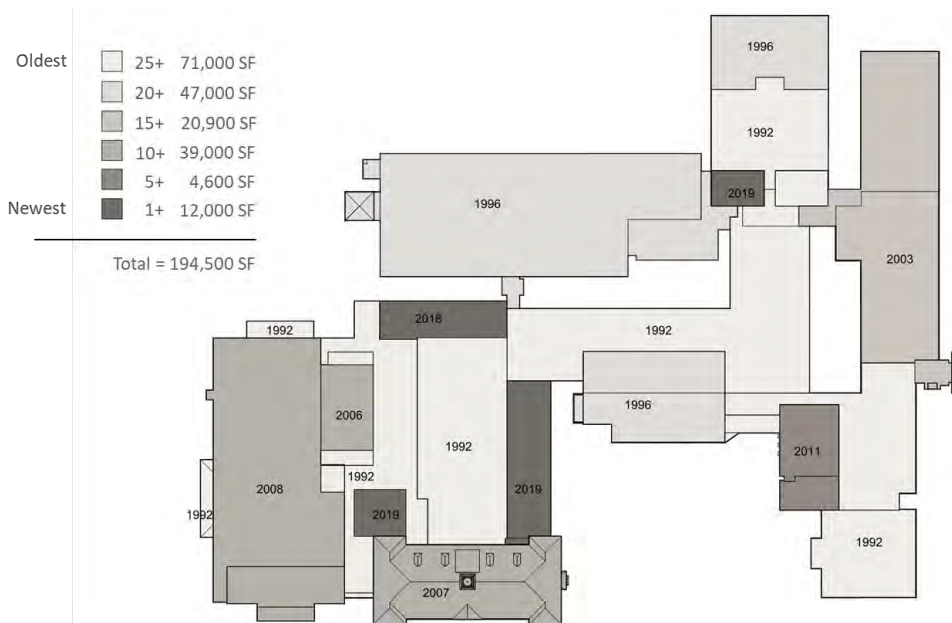 Oldest
25+ 71,000 SF
20+ 47,000 SF
15+ 20,900 SF
10+ 39,000 SF
5+ 4,600 SF
Newest
1+ 12,000 SF
Total = 194,500 SF
1996
1992
2019
1996
2003
2018
1992
1992
2006
1996
1992
2011
1992
2008
2019
1992
2019
1992
2007